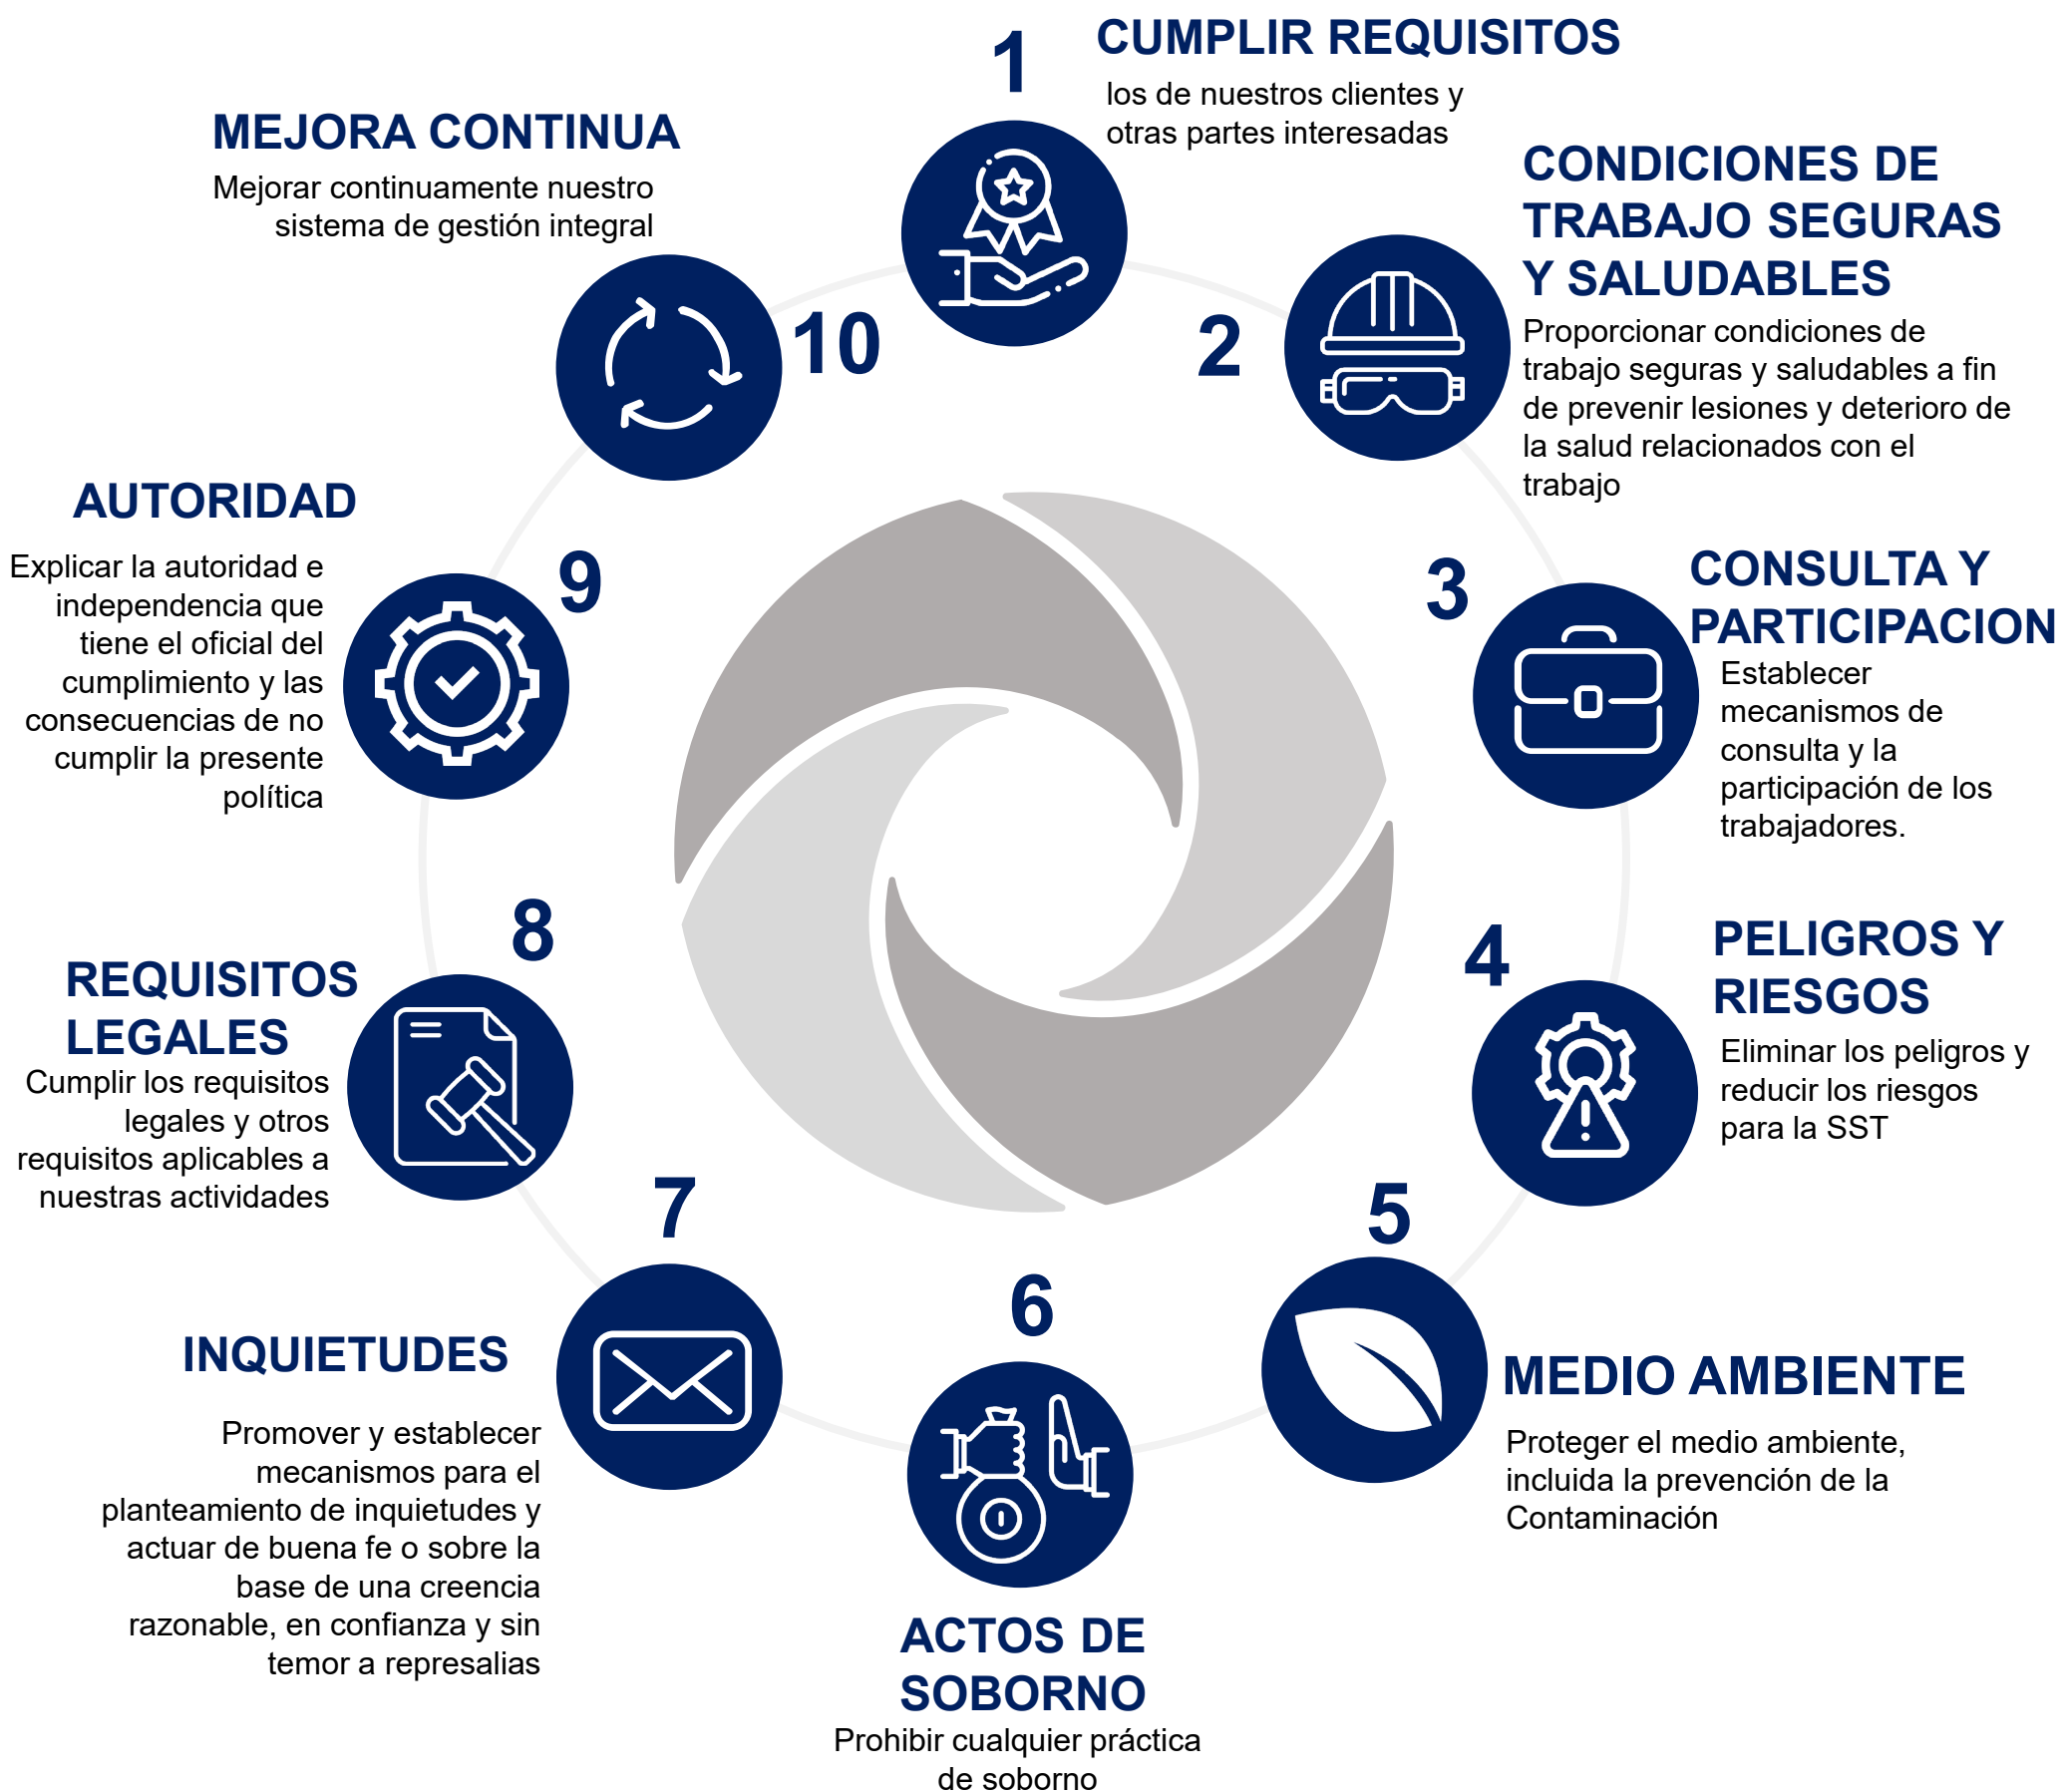 1
CUMPLIR REQUISITOS
los de nuestros clientes y
otras partes interesadas
2
CONDICIONES DE
TRABAJO SEGURAS
Y SALUDABLES
Proporcionar condiciones de
trabajo seguras y saludables a fin
de prevenir lesiones y deterioro de
la salud relacionados con el
trabajo
3
CONSULTA Y
PARTICIPACION
Establecer
mecanismos de
consulta y la
participación de los
trabajadores.
4
PELIGROS Y
RIESGOS
Eliminar los peligros y
reducir los riesgos
para la SST
5
MEDIO AMBIENTE
Proteger el medio ambiente,
incluida la prevención de la
Contaminación
6
ACTOS DE
SOBORNO
Prohibir cualquier práctica
de soborno
7
INQUIETUDES
Promover y establecer
mecanismos para el
planteamiento de inquietudes y
actuar de buena fe o sobre la
base de una creencia
razonable, en confianza y sin
temor a represalias
8
REQUISITOS
LEGALES
Cumplir los requisitos
legales y otros
requisitos aplicables a
nuestras actividades
9
AUTORIDAD
Explicar la autoridad e
independencia que
tiene el oficial del
cumplimiento y las
consecuencias de no
cumplir la presente
política
10
MEJORA CONTINUA
Mejorar continuamente nuestro
sistema de gestión integral